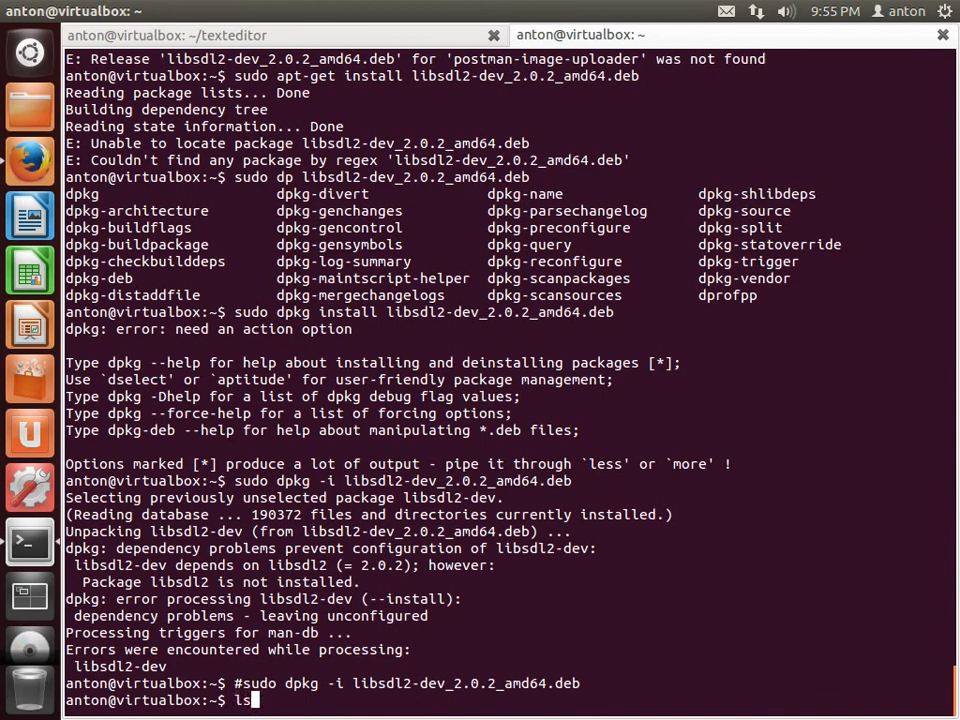 anton@virtualbox: ~
9:55 PM
anton
anton@virtualbox: ~/texteditor
anton@virtualbox: ~
E: Release 'libsdl2-dev_2.0.2_amd64.deb' for 'postman-image-uploader' was not found
anton@virtualbox:~$ sudo apt-get install libsdl2-dev_2.0.2_amd64.deb
Reading package lists... Done
Building dependency tree
Reading state information... Done
E: Unable to locate package libsdl2-dev_2.0.2_amd64.deb
E: Couldn't find any package by regex 'libsdl2-dev_2.0.2_amd64.deb'
anton@virtualbox:~$ sudo dp libsdl2-dev_2.0.2_amd64.deb
dpkg dpkg-divert dpkg-name dpkg-shlibdeps
dpkg-architecture dpkg-genchanges dpkg-parsechangelog dpkg-source
dpkg-buildflags dpkg-gencontrol dpkg-preconfigure dpkg-split
dpkg-buildpackage dpkg-gensymbols dpkg-query dpkg-statoverride
dpkg-checkbuilddeps dpkg-log-summary dpkg-reconfigure dpkg-trigger
dpkg-deb dpkg-maintscript-helper dpkg-scanpackages dpkg-vendor
dpkg-distaddfile dpkg-mergechangelogs dpkg-scansources dprofpp
anton@virtualbox:~$ sudo dpkg install libsdl2-dev_2.0.2_amd64.deb
dpkg: error: need an action option
Type dpkg --help for help about installing and deinstalling packages [*];
Use `dselect' or `aptitude' for user-friendly package management;
Type dpkg -Dhelp for a list of dpkg debug flag values;
Type dpkg --force-help for a list of forcing options;
Type dpkg-deb --help for help about manipulating *.deb files;
Options marked [*] produce a lot of output - pipe it through `less' or `more' !
anton@virtualbox:~$ sudo dpkg -i libsdl2-dev_2.0.2_amd64.deb
Selecting previously unselected package libsdl2-dev.
(Reading database ... 190372 files and directories currently installed.)
Unpacking libsdl2-dev (from libsdl2-dev_2.0.2_amd64.deb) ...
dpkg: dependency problems prevent configuration of libsdl2-dev:
libsdl2-dev depends on libsdl2 (= 2.0.2); however:
Package libsdl2 is not installed.
dpkg: error processing libsdl2-dev (--install):
dependency problems - leaving unconfigured
Processing triggers for man-db ...
Errors were encountered while processing:
libsdl2-dev
anton@virtualbox:~$ #sudo dpkg -i libsdl2-dev_2.0.2_amd64.deb
anton@virtualbox:~$ ls